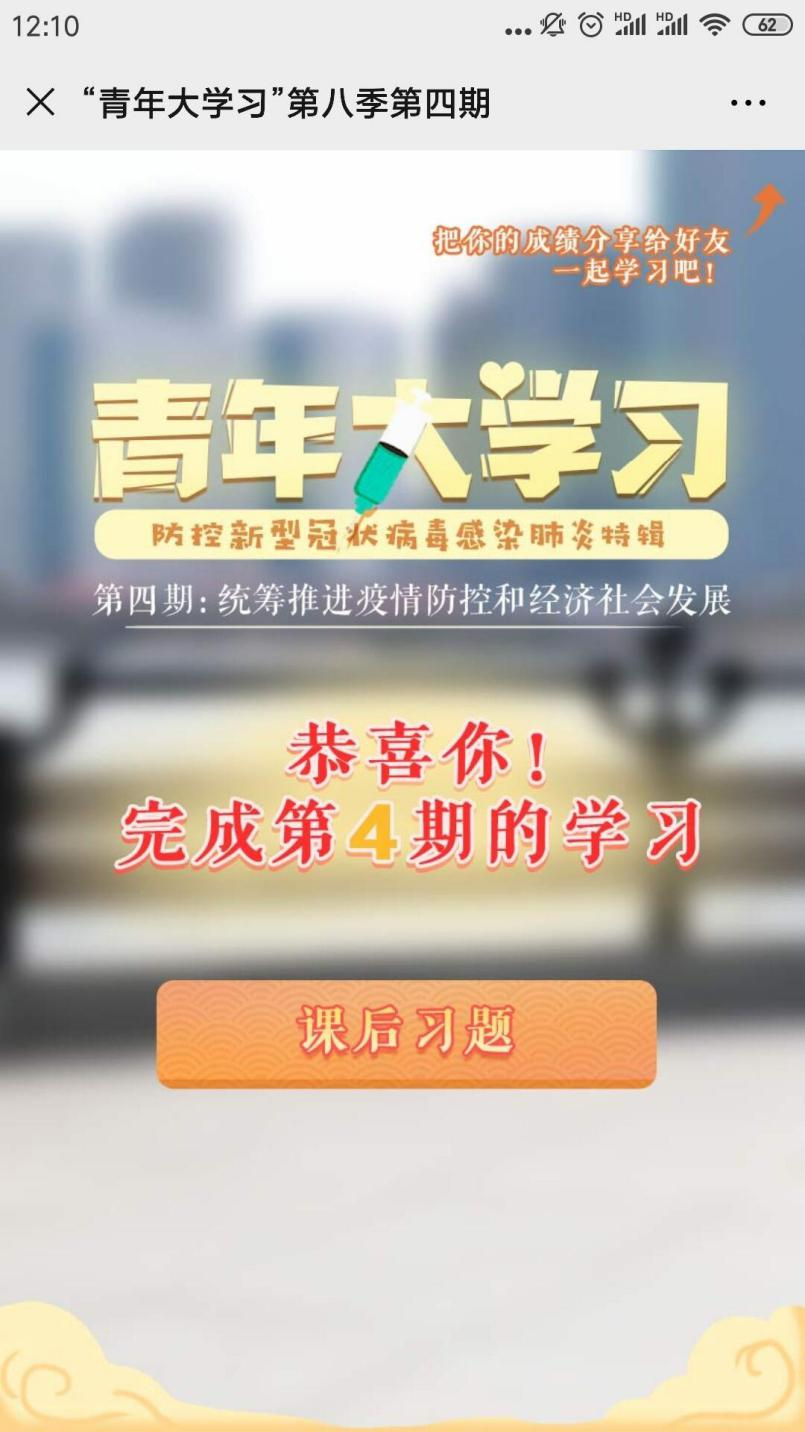 12:10
HD HD 62
“青年大学习”第八季第四期
把你的成绩分享给好友
一起学习吧！
青年大学习
防控新型冠状病毒感染肺炎特辑
第四期：统筹推进疫情防控和经济社会发展
恭喜你！
完成第4期的学习
课后习题